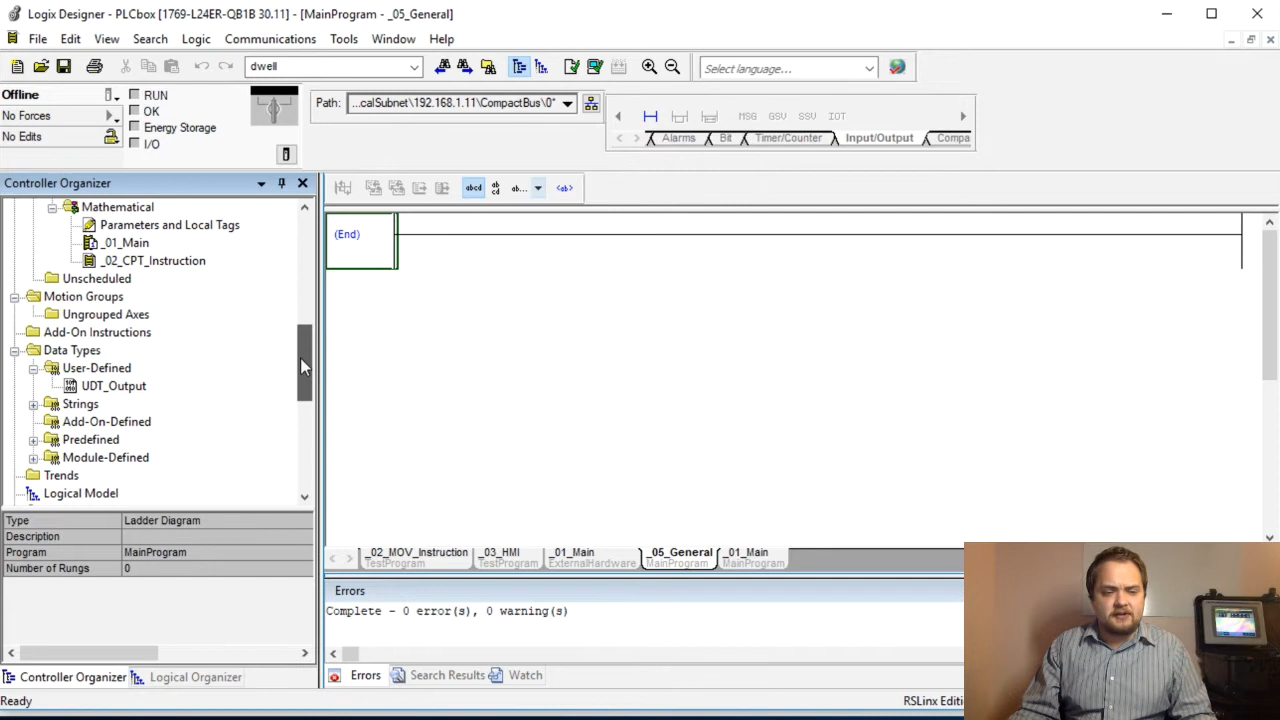 Logix Designer - PLCbox [1769-L24ER-QB1B 30.11] - [MainProgram - _05_General]
File Edit View Search Logic Communications Tools Window Help
dwell
Select language...
Offline
RUN
No Forces
OK
No Edits
Energy Storage
I/O
Path: ...calSubnet\192.168.1.11\CompactBus\0*
MSG GSV SSV IOT
Alarms Bit Timer/Counter Input/Output Compa
Controller Organizer
abcd ab cd ab... <ab>
Mathematical
Parameters and Local Tags
_01_Main
_02_CPT_Instruction
Unscheduled
Motion Groups
Ungrouped Axes
Add-On Instructions
Data Types
User-Defined
UDT_Output
Strings
Add-On-Defined
Predefined
Module-Defined
Trends
Logical Model
Type Ladder Diagram
Description
Program MainProgram
Number of Rungs 0
Controller Organizer Logical Organizer
(End)
_02_MOV_Instruction _03_HMI _01_Main _05_General _01_Main
TestProgram TestProgram ExternalHardware MainProgram MainProgram
Errors
Complete - 0 error(s), 0 warning(s)
Errors Search Results Watch
Ready
RSLinx Editi